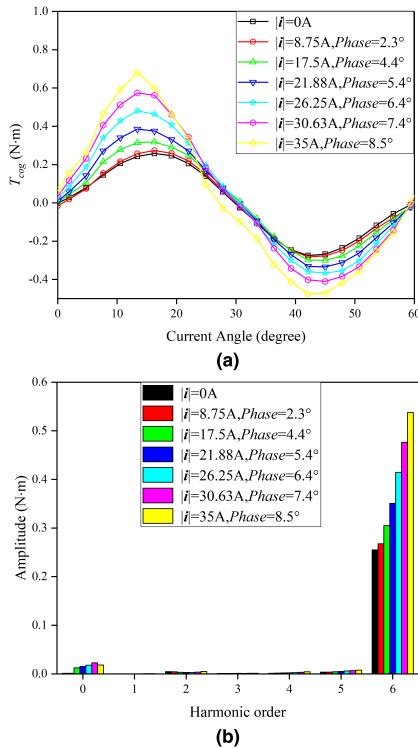 (a)
1.0
0.8
0.6
0.4
0.2
0.0
-0.2
-0.4
T_cog (N·m)
|i|=0A
|i|=8.75A,Phase=2.3°
|i|=17.5A,Phase=4.4°
|i|=21.88A,Phase=5.4°
|i|=26.25A,Phase=6.4°
|i|=30.63A,Phase=7.4°
|i|=35A,Phase=8.5°
0 10 20 30 40 50 60
Current Angle (degree)
(a)
0.6
0.5
0.4
0.3
0.2
0.1
0.0
Amplitude (N·m)
|i|=0A
|i|=8.75A,Phase=2.3°
|i|=17.5A,Phase=4.4°
|i|=21.88A,Phase=5.4°
|i|=26.25A,Phase=6.4°
|i|=30.63A,Phase=7.4°
|i|=35A,Phase=8.5°
0 1 2 3 4 5 6
Harmonic order
(b)